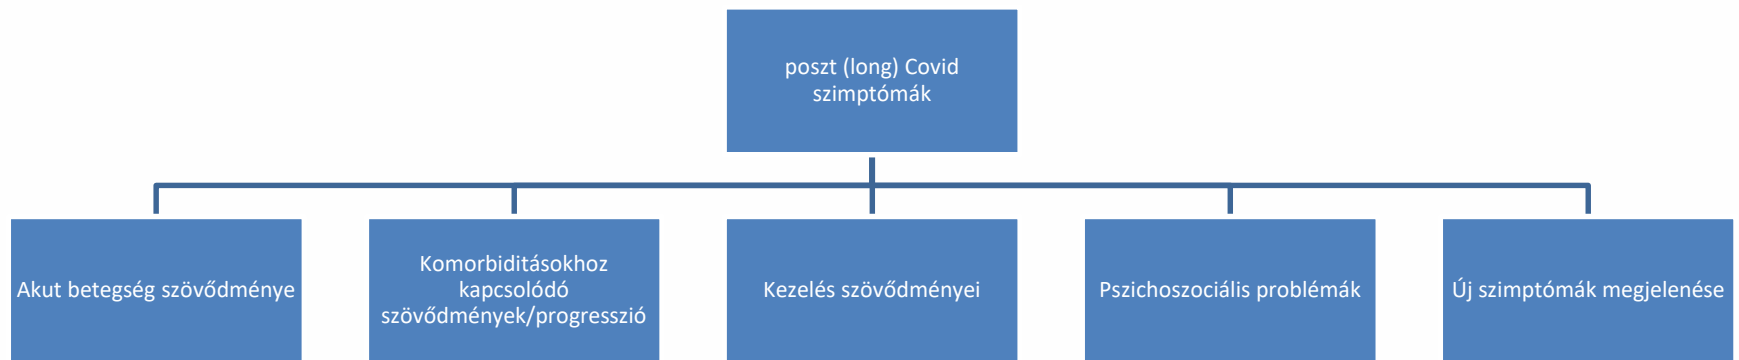 poszt (long) Covid
szimptómák
Akut betegség szövődménye
Komorbiditásokhoz
kapcsolódó
szövődmények/progresszió
Kezelés szövődményei
Pszichoszociális problémák
Új szimptómák megjelenése